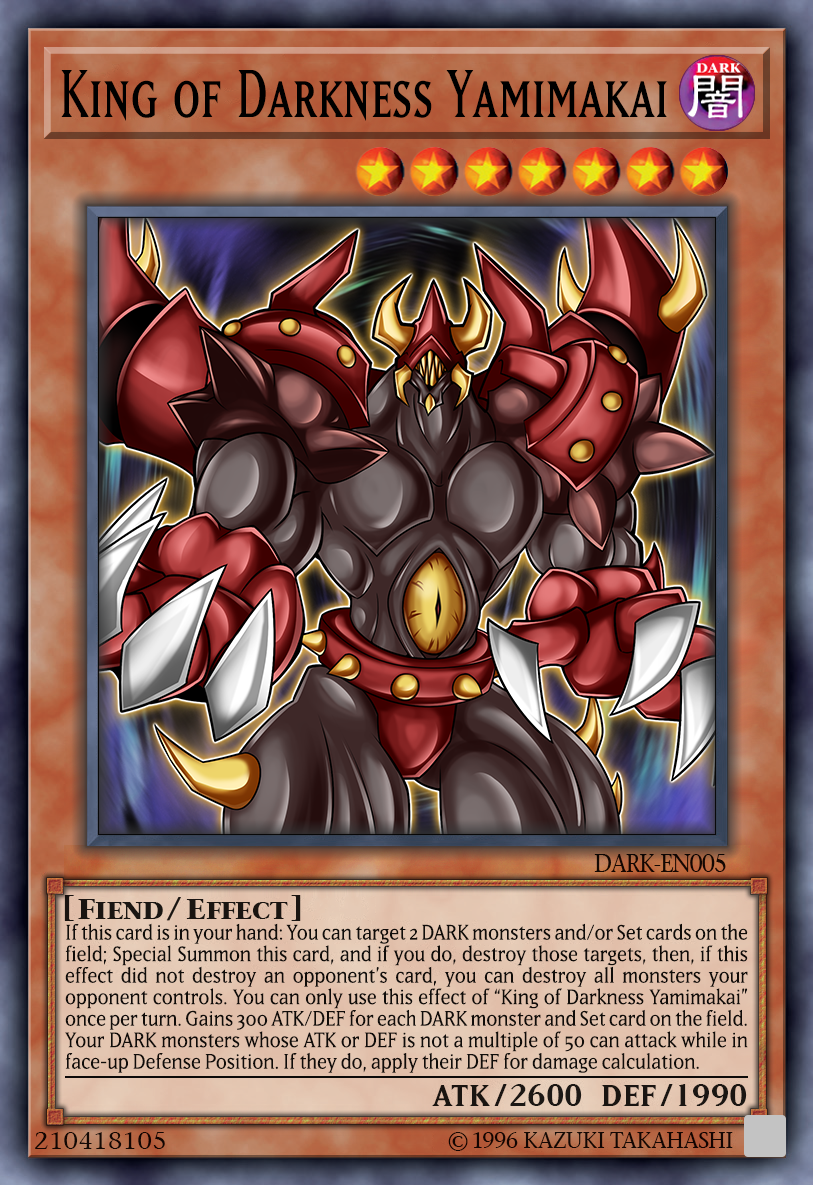 King of Darkness Yamimakai
DARK
闇
DARK-EN005
[Fiend/Effect]
If this card is in your hand: You can target 2 DARK monsters and/or Set cards on the
field; Special Summon this card, and if you do, destroy those targets, then, if this
effect did not destroy an opponent's card, you can destroy all monsters your
opponent controls. You can only use this effect of “King of Darkness Yamimakai”
once per turn. Gains 300 ATK/DEF for each DARK monster and Set card on the field.
Your DARK monsters whose ATK or DEF is not a multiple of 50 can attack while in
face-up Defense Position. If they do, apply their DEF for damage calculation.
ATK/2600 DEF/1990
210418105
© 1996 KAZUKI TAKAHASHI